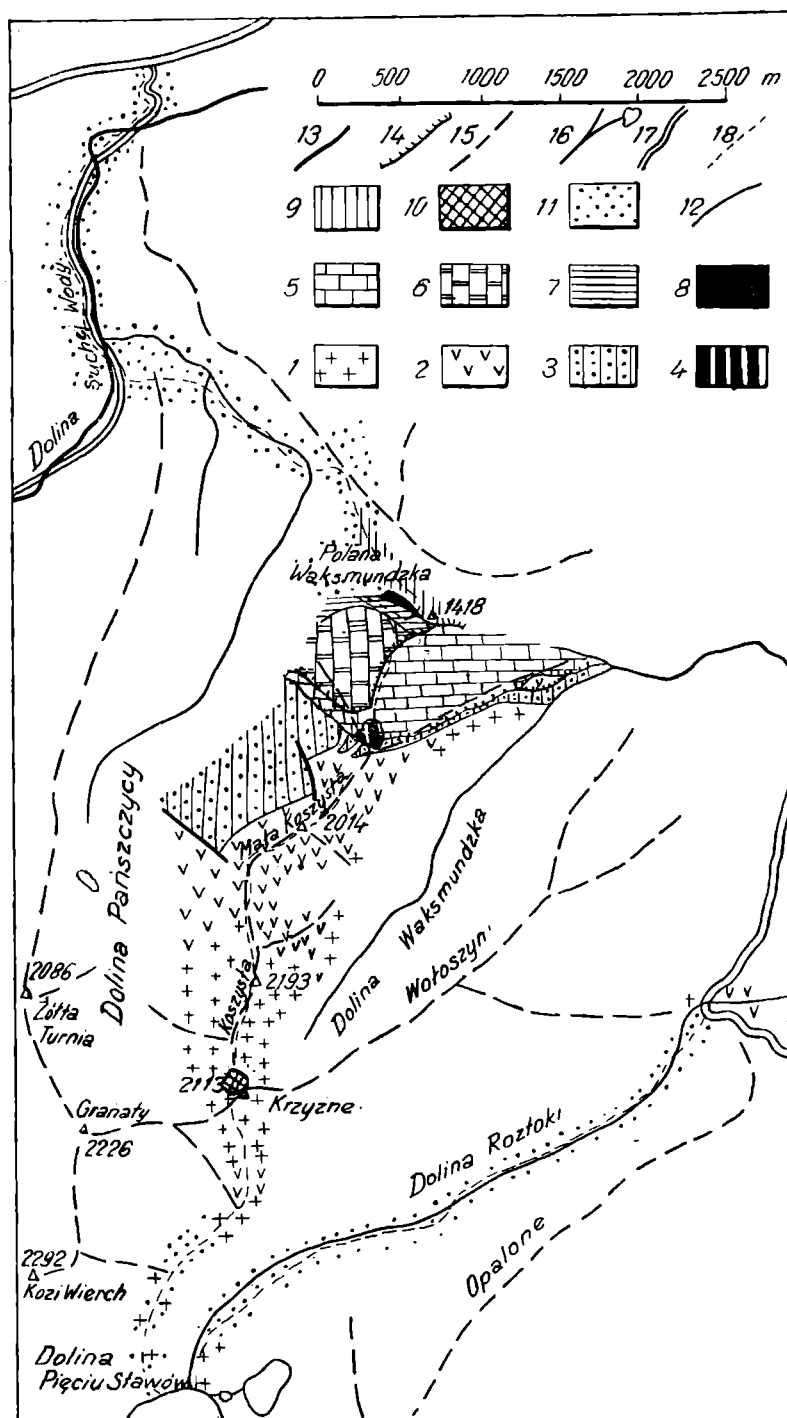 0 500 1000 1500 2000 2500 m
13 14 15 16 17 18
9 10 11 12
5 6 7 8
1 2 3 4
Dolina Suchej Wody
Polana
Waksmundzka
1418
Dolina Pańszczycy
Mała Koszysta
2014
Dolina Waksmundzka
Wołoszyn
2086
Żółta
Turnia
Koszysta
2193
2113
Krzyżne
Granaty
2226
Dolina Roztoki
Opalone
2292
Kozi Wierch
Dolina
Pięciu Stawów